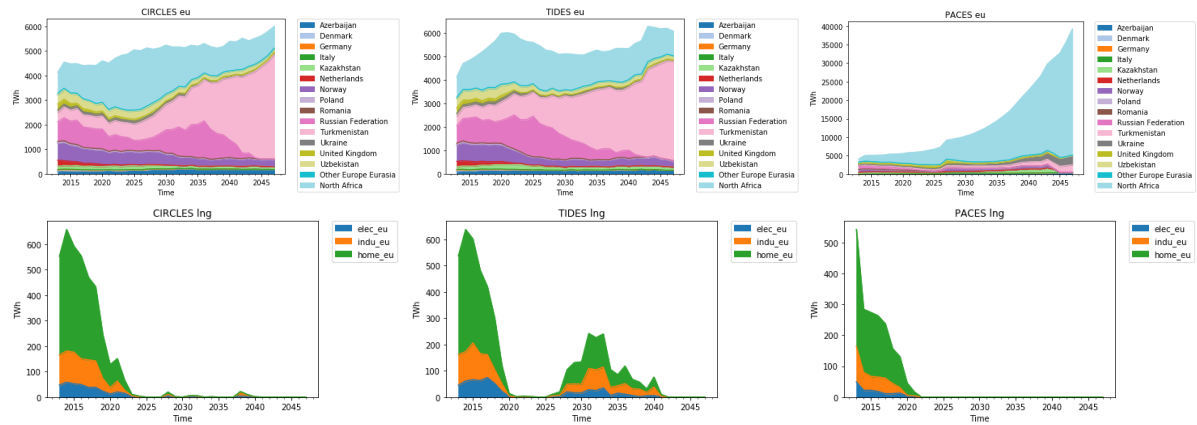 CIRCLES eu
6000
5000
4000
3000
2000
1000
0
TWh
2015 2020 2025 2030 2035 2040 2045
Time
Azerbaijan
Denmark
Germany
Italy
Kazakhstan
Netherlands
Norway
Poland
Romania
Russian Federation
Turkmenistan
Ukraine
United Kingdom
Uzbekistan
Other Europe Eurasia
North Africa
TIDES eu
6000
5000
4000
3000
2000
1000
0
TWh
2015 2020 2025 2030 2035 2040 2045
Time
Azerbaijan
Denmark
Germany
Italy
Kazakhstan
Netherlands
Norway
Poland
Romania
Russian Federation
Turkmenistan
Ukraine
United Kingdom
Uzbekistan
Other Europe Eurasia
North Africa
PACES eu
40000
35000
30000
25000
20000
15000
10000
5000
0
TWh
2015 2020 2025 2030 2035 2040 2045
Time
Azerbaijan
Denmark
Germany
Italy
Kazakhstan
Netherlands
Norway
Poland
Romania
Russian Federation
Turkmenistan
Ukraine
United Kingdom
Uzbekistan
Other Europe Eurasia
North Africa
CIRCLES lng
600
500
400
300
200
100
0
TWh
2015 2020 2025 2030 2035 2040 2045
Time
elec_eu
indu_eu
home_eu
TIDES lng
600
500
400
300
200
100
0
TWh
2015 2020 2025 2030 2035 2040 2045
Time
elec_eu
indu_eu
home_eu
PACES lng
500
400
300
200
100
0
TWh
2015 2020 2025 2030 2035 2040 2045
Time
elec_eu
indu_eu
home_eu